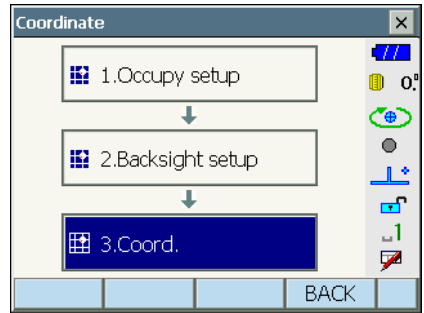 Coordinate
1.Occupy setup
0."
2.Backsight setup
3.Coord.
1
BACK